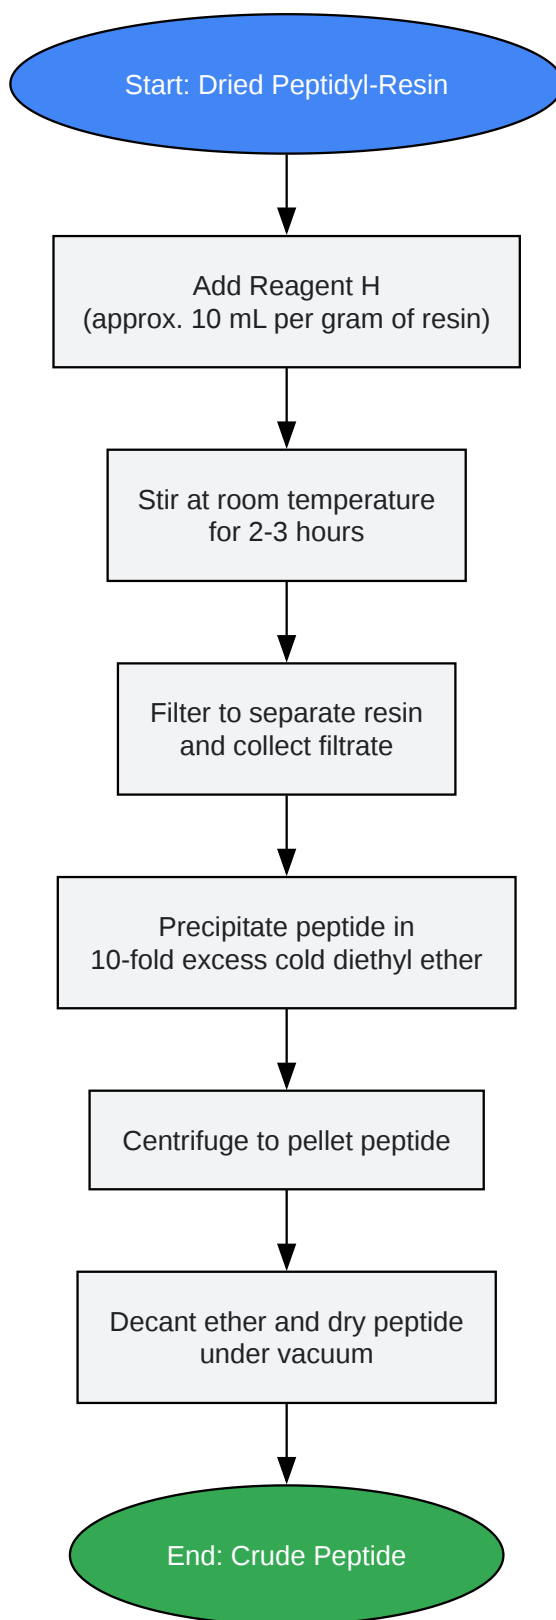 Start: Dried Peptidyl-Resin
Add Reagent H
(approx. 10 mL per gram of resin)
Stir at room temperature
for 2-3 hours
Filter to separate resin
and collect filtrate
Precipitate peptide in
10-fold excess cold diethyl ether
Centrifuge to pellet peptide
Decant ether and dry peptide
under vacuum
End: Crude Peptide